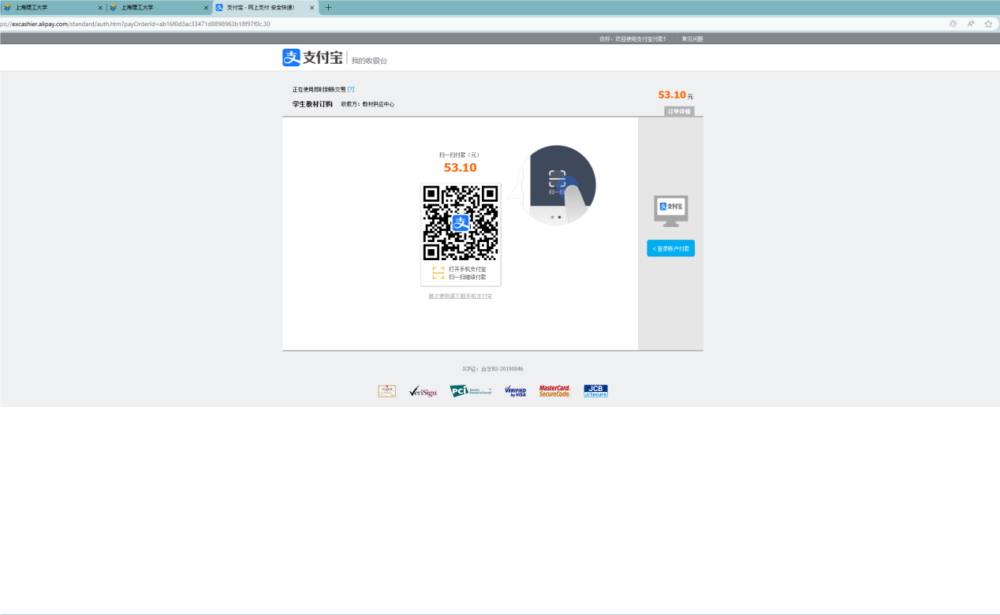 上海理工大学
上海理工大学
支付宝 - 网上支付 安全快速!
ps://excashier.alipay.com/standard/auth.htm?payOrderId=ab16f0d3ac33471d8898963b18f97f0c.30
你好,欢迎使用支付宝付款! 常见问题
支付宝 我的收银台
正在使用即时到账交易 [?]
53.10 元
学生教材订购 收款方:教材供应中心
订单详情
扫一扫付款(元)
53.10
扫一扫
支
支付宝
< 登录账户付款
打开手机支付宝
扫一扫继续付款
首次使用请下载手机支付宝
ICP证:合字B2-20190046
VeriSign
PCI Security
VERIFIED
by VISA
MasterCard.
SecureCode.
JCB
J/Secure